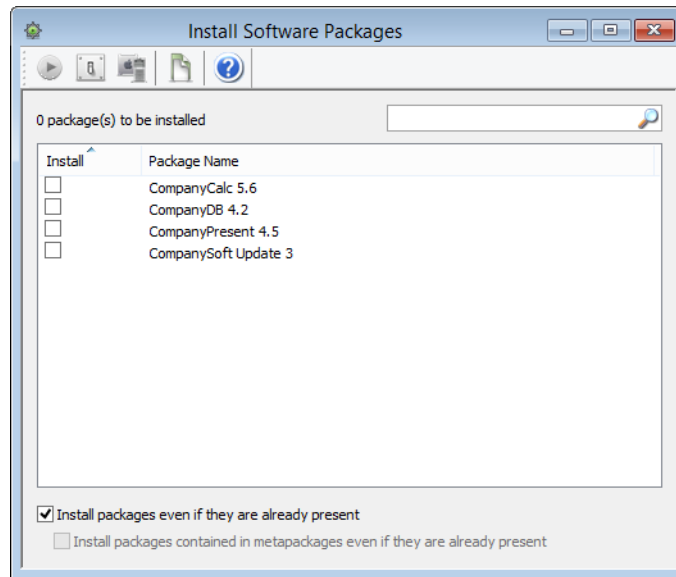 Install Software Packages
0 package(s) to be installed
Install Package Name
CompanyCalc 5.6
CompanyDB 4.2
CompanyPresent 4.5
CompanySoft Update 3
Install packages even if they are already present
Install packages contained in metapackages even if they are already present